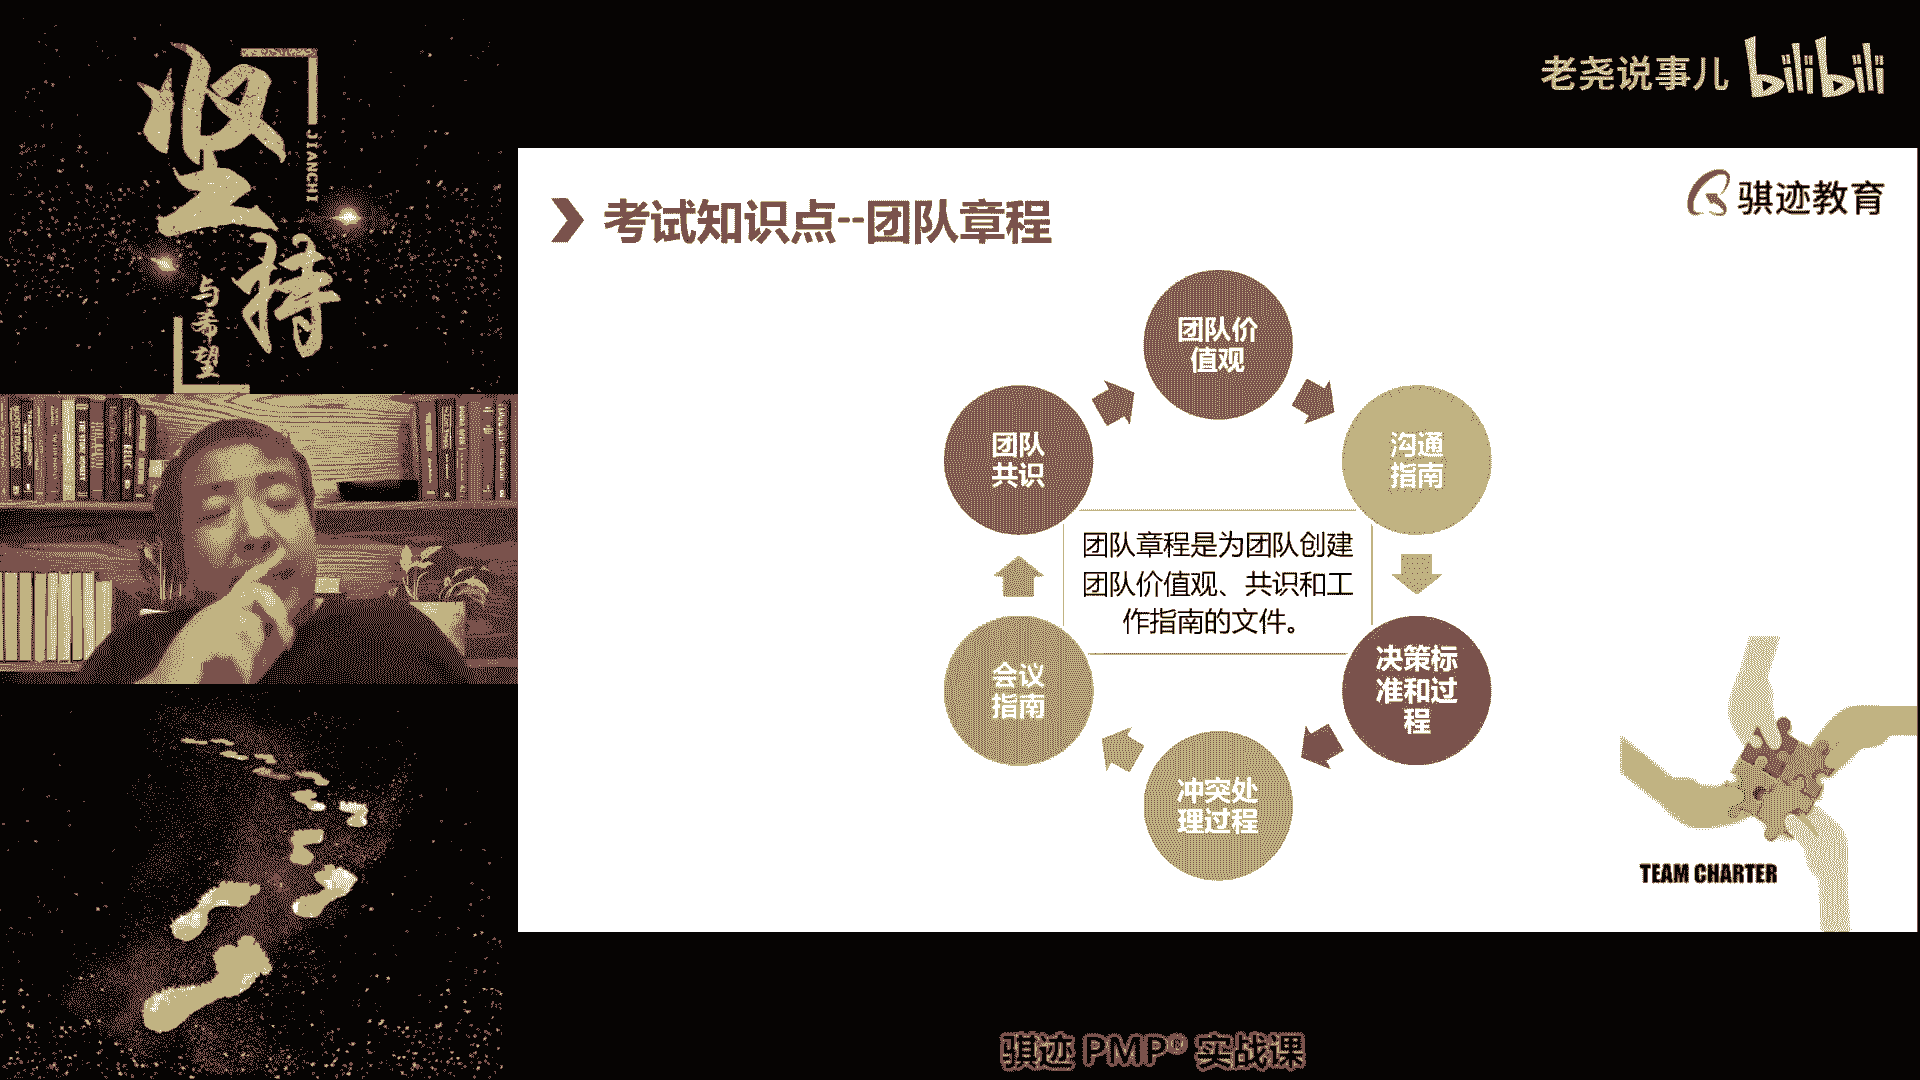 坚持
JIANCHI
与希望
老尧说事儿 bilibili
骐迹教育
考试知识点--团队章程
团队价
值观
沟通
指南
决策标
准和过
程
冲突处
理过程
会议
指南
团队
共识
团队章程是为团队创建
团队价值观、共识和工
作指南的文件。
TEAM CHARTER
骐迹 PMP® 实战课